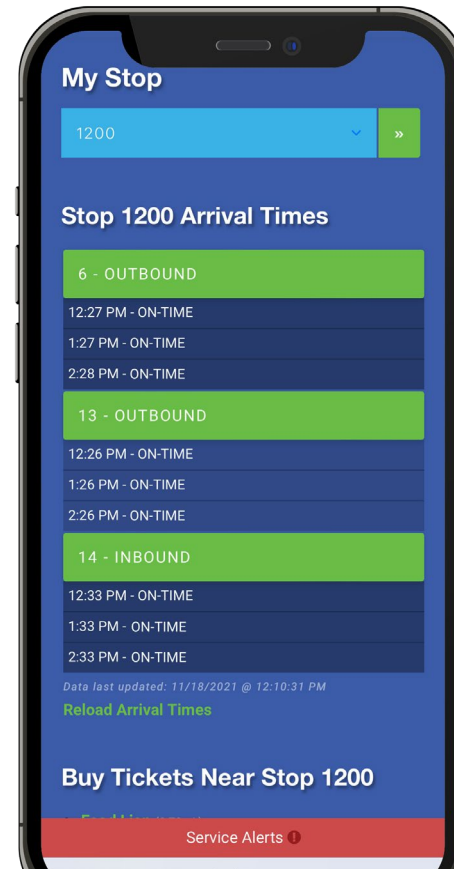 My Stop
1200
»
Stop 1200 Arrival Times
6 - OUTBOUND
12:27 PM - ON-TIME
1:27 PM - ON-TIME
2:28 PM - ON-TIME
13 - OUTBOUND
12:26 PM - ON-TIME
1:26 PM - ON-TIME
2:26 PM - ON-TIME
14 - INBOUND
12:33 PM - ON-TIME
1:33 PM - ON-TIME
2:33 PM - ON-TIME
Data last updated: 11/18/2021 @ 12:10:31 PM
Reload Arrival Times
Buy Tickets Near Stop 1200
Service Alerts